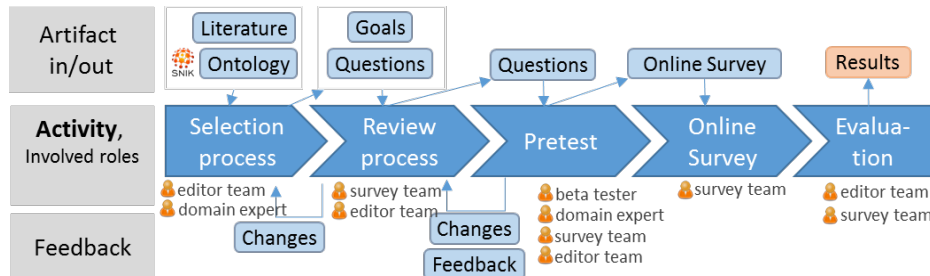 Artifact
in/out
Literature
SNIK
Ontology
Goals
Questions
Questions
Online Survey
Results
Activity,
Involved roles
Selection
process
Review
process
Pretest
Online
Survey
Evalua-
tion
editor team
domain expert
survey team
editor team
beta tester
domain expert
survey team
editor team
survey team
editor team
survey team
Feedback
Changes
Changes
Feedback